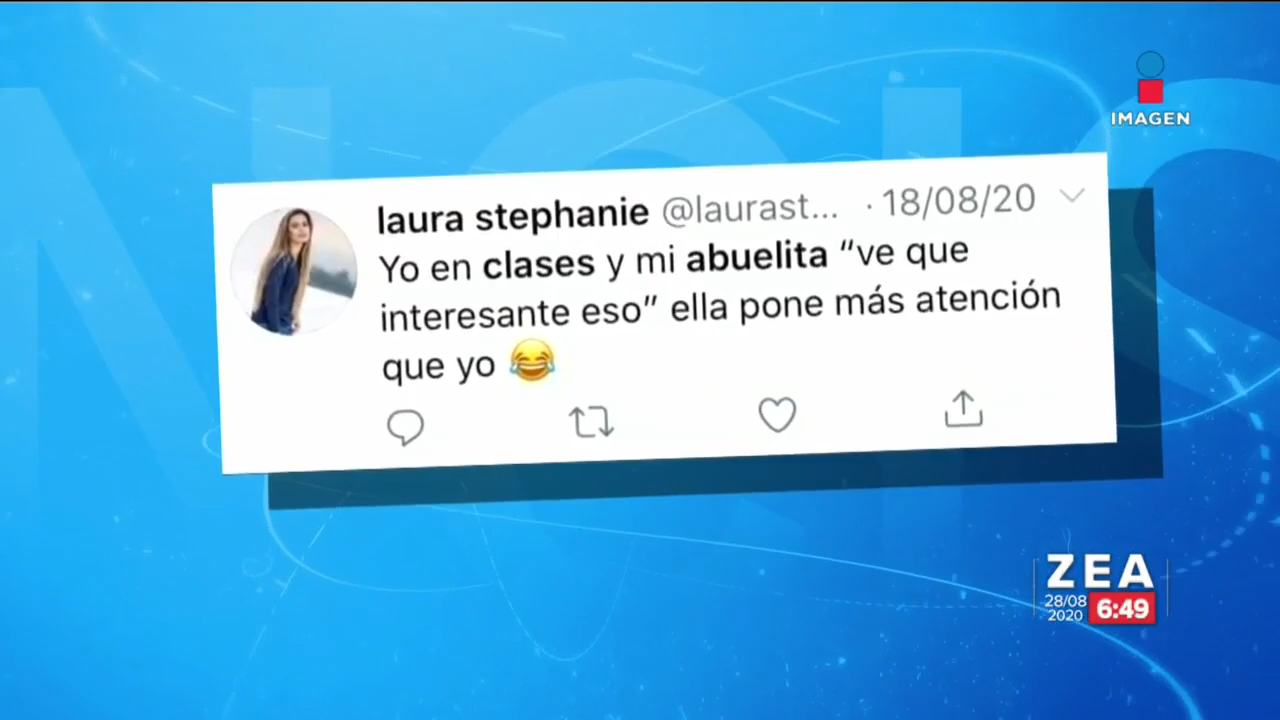 IMAGEN
laura stephanie @laurast... · 18/08/20
Yo en clases y mi abuelita “ve que
interesante eso” ella pone más atención
que yo 😂
ZEA
28/08
2020
6:49